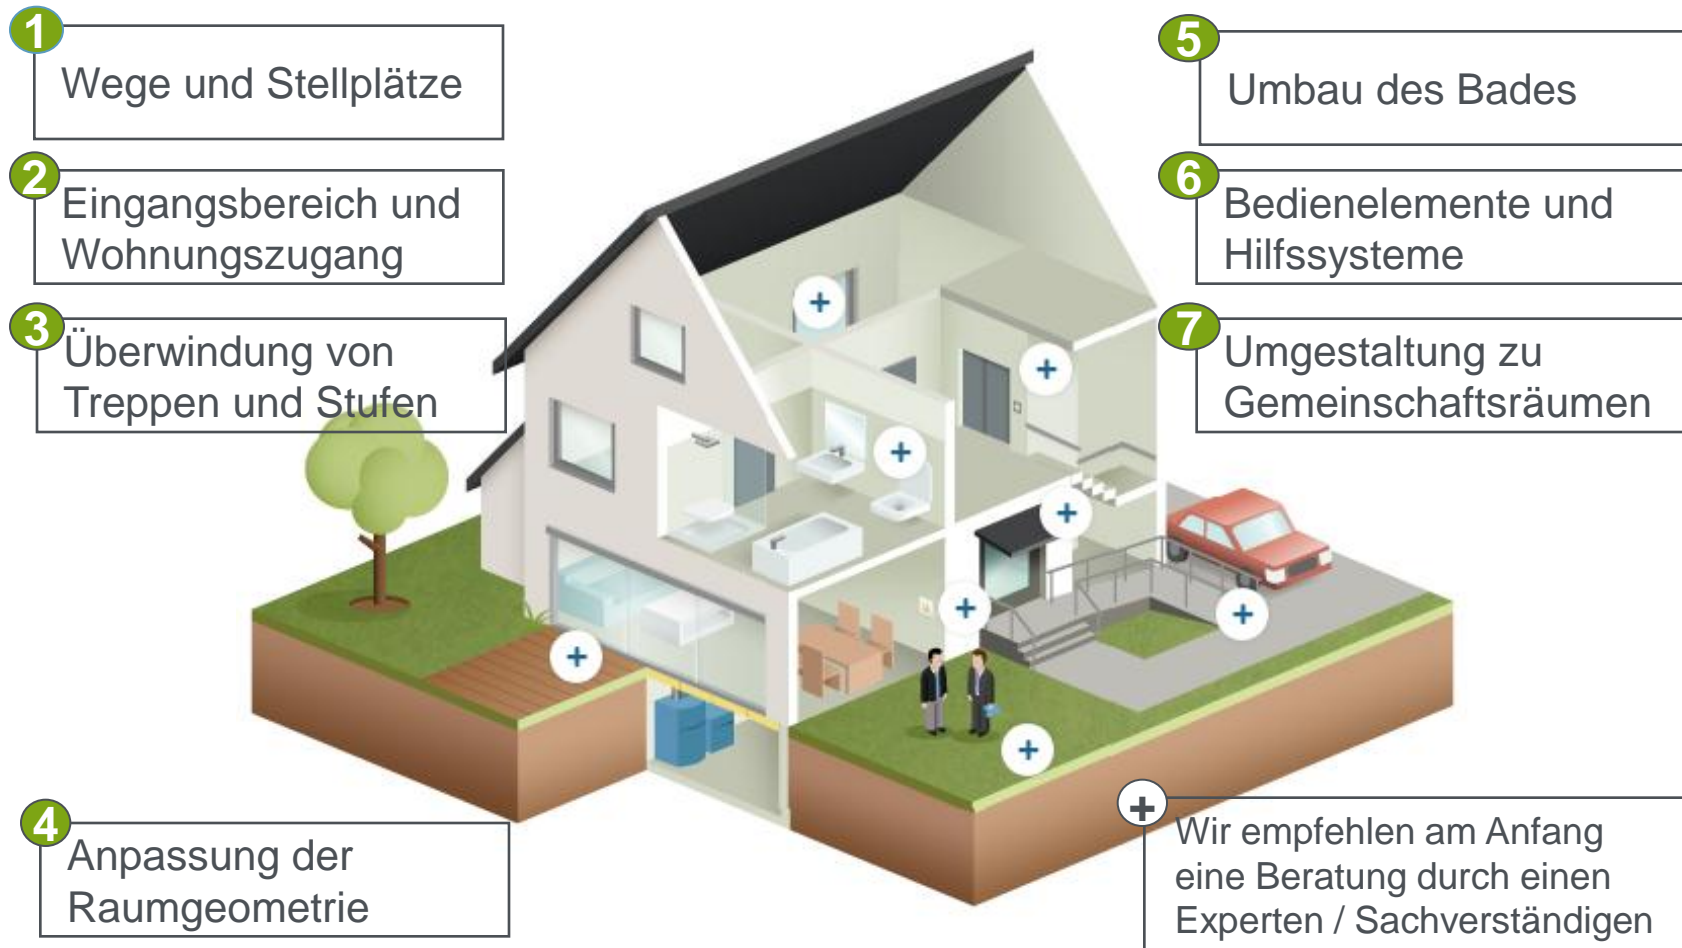 1
Wege und Stellplätze
2
Eingangsbereich und
Wohnungszugang
3
Überwindung von
Treppen und Stufen
4
Anpassung der
Raumgeometrie
5
Umbau des Bades
6
Bedienelemente und
Hilfssysteme
7
Umgestaltung zu
Gemeinschaftsräumen
+
Wir empfehlen am Anfang
eine Beratung durch einen
Experten / Sachverständigen